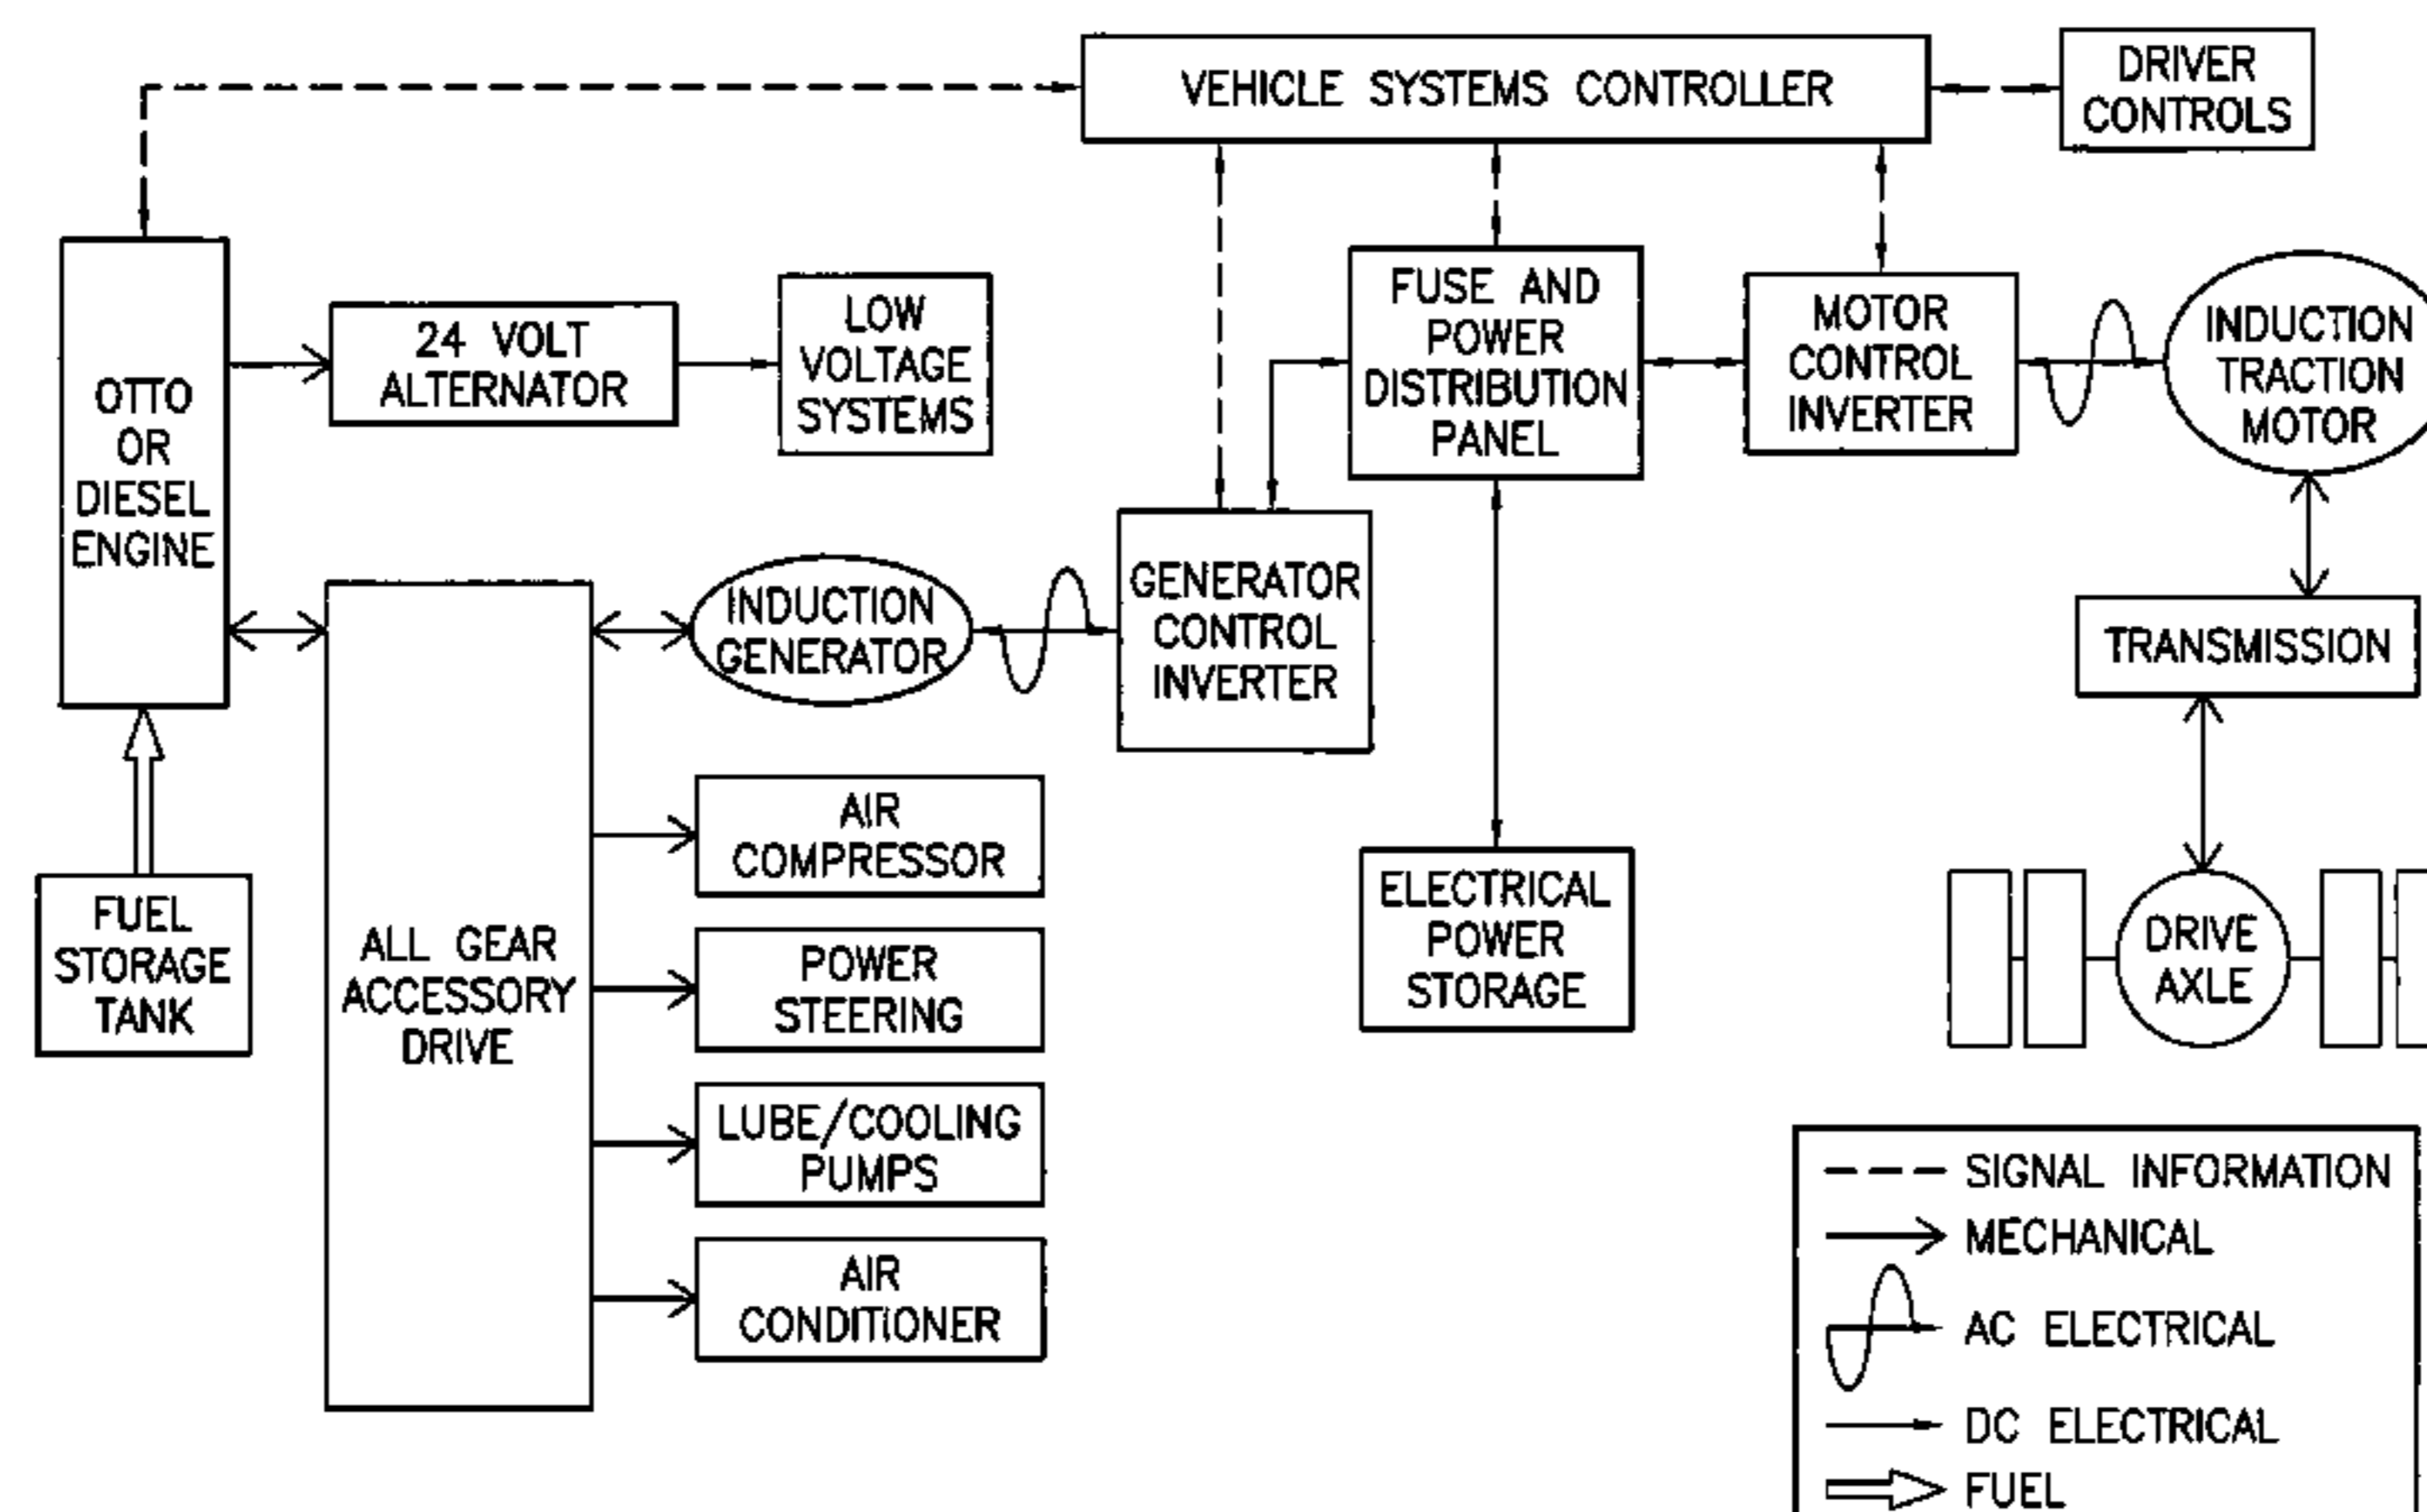 VEHICLE SYSTEMS CONTROLLER
DRIVER
CONTROLS
OTTO
OR
DIESEL
ENGINE
24 VOLT
ALTERNATOR
LOW
VOLTAGE
SYSTEMS
FUSE AND
POWER
DISTRIBUTION
PANEL
MOTOR
CONTROL
INVERTER
INDUCTION
TRACTION
MOTOR
INDUCTION
GENERATOR
GENERATOR
CONTROL
INVERTER
TRANSMISSION
FUEL
STORAGE
TANK
ALL GEAR
ACCESSORY
DRIVE
AIR
COMPRESSOR
POWER
STEERING
LUBE/COOLING
PUMPS
AIR
CONDITIONER
ELECTRICAL
POWER
STORAGE
DRIVE
AXLE
SIGNAL INFORMATION
MECHANICAL
AC ELECTRICAL
DC ELECTRICAL
FUEL